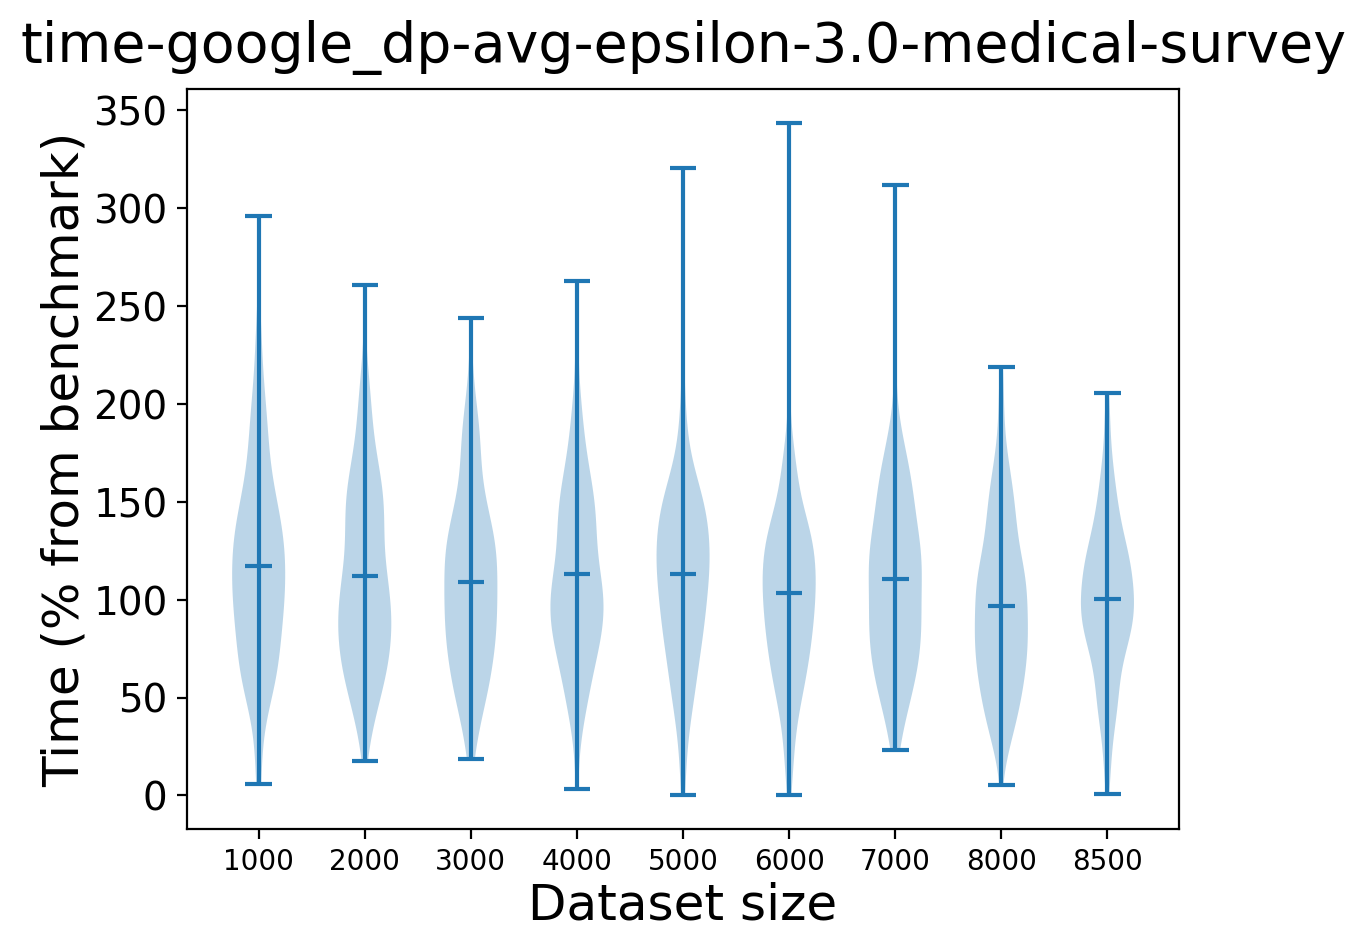 time-google_dp-avg-epsilon-3.0-medical-survey
Time (% from benchmark)
350
300
250
200
150
100
50
0
1000 2000 3000 4000 5000 6000 7000 8000 8500
Dataset size